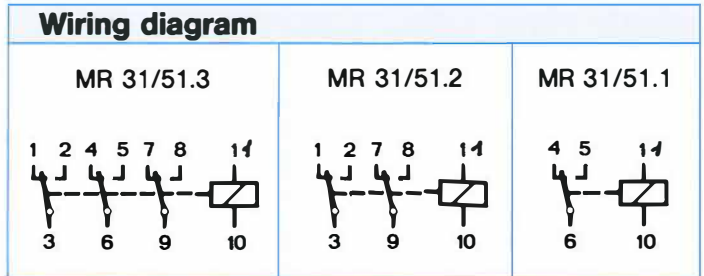 Wiring diagram
MR 31/51.3
MR 31/51.2
MR 31/51.1
1 2 4 5 7 8 11
1 2 7 8 11
4 5 11
3 6 9 10
3 9 10
6 10